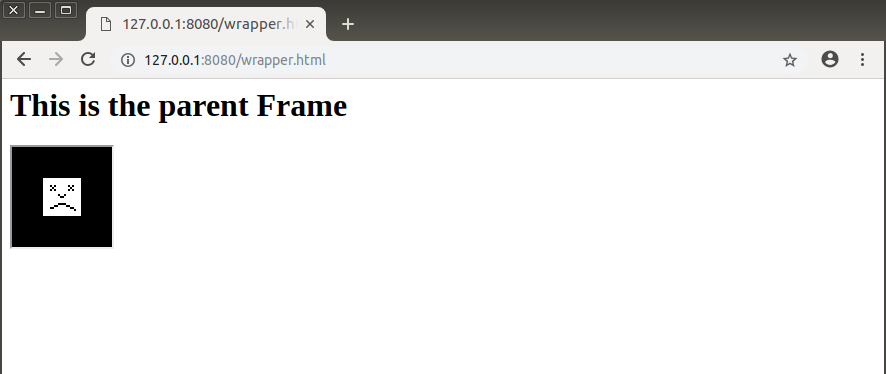 127.0.0.1:8080/wrapper.h
127.0.0.1:8080/wrapper.html
This is the parent Frame